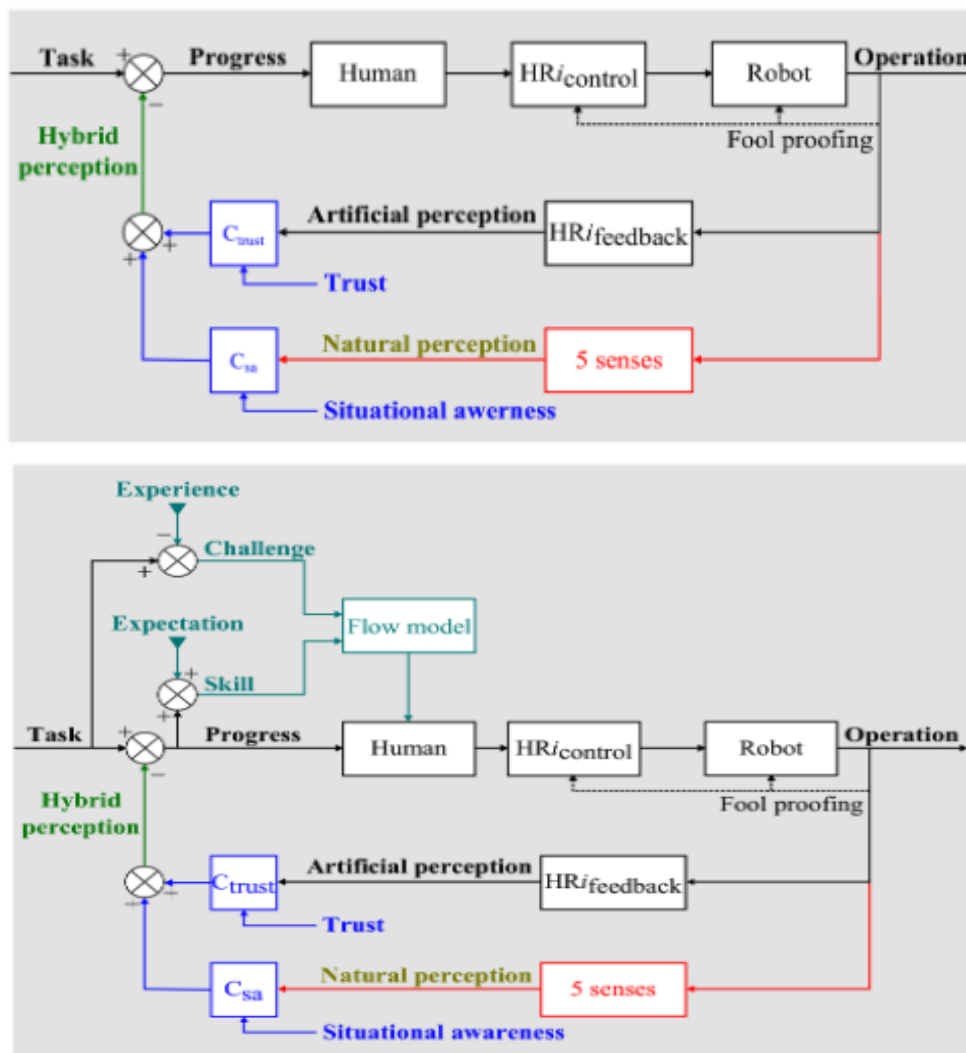 Task
+
Progress
Human
HRicontrol
Robot
Operation
−
Hybrid
perception
Fool proofing
Ctrust
Artificial perception
HRifeedback
+
+
Trust
Csa
Natural perception
5 senses
Situational awerness
Experience
−
Challenge
+
Expectation
Flow model
+
Skill
+
Task
+
Progress
Human
HRicontrol
Robot
Operation
−
Hybrid
perception
Fool proofing
Ctrust
Artificial perception
HRifeedback
+
+
Trust
Csa
Natural perception
5 senses
Situational awareness